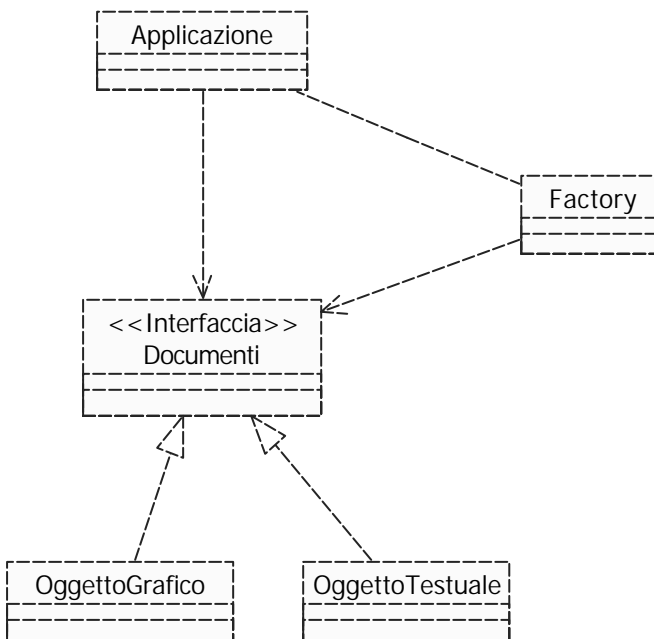 Applicazione
Factory
<<Interfaccia>>
Documenti
OggettoGrafico
OggettoTestuale